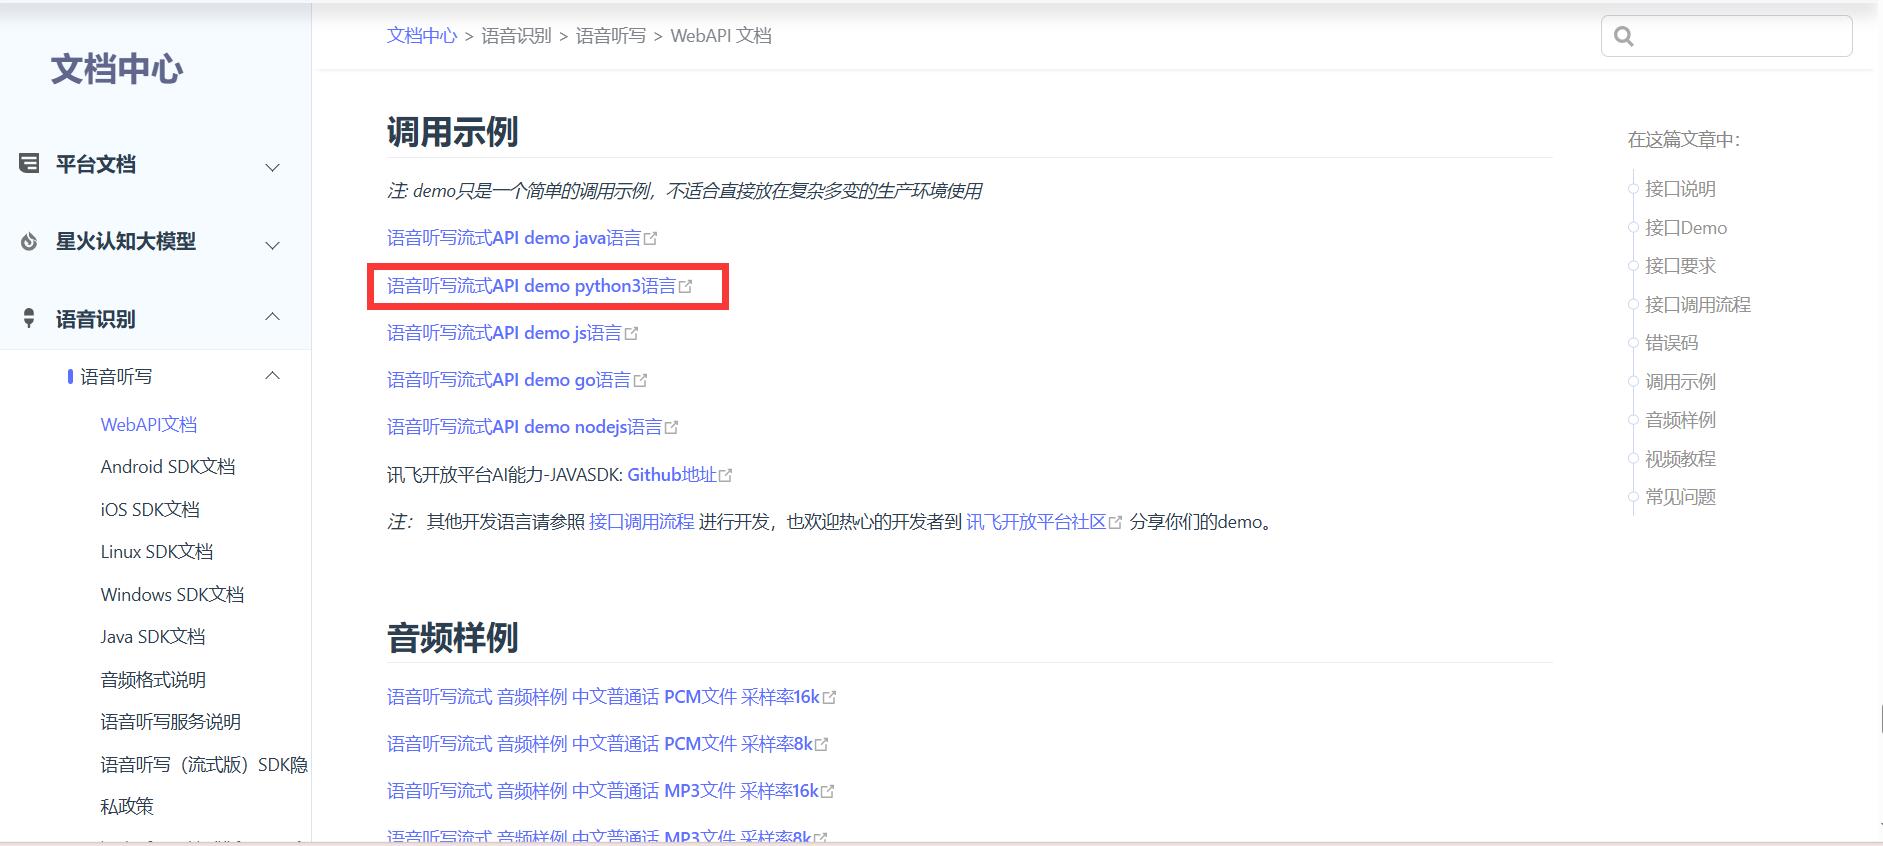 文档中心
平台文档
星火认知大模型
语音识别
语音听写
WebAPI文档
Android SDK文档
iOS SDK文档
Linux SDK文档
Windows SDK文档
Java SDK文档
音频格式说明
语音听写服务说明
语音听写（流式版）SDK隐
私政策
文档中心 > 语音识别 > 语音听写 > WebAPI 文档
调用示例
注: demo只是一个简单的调用示例，不适合直接放在复杂多变的生产环境使用
语音听写流式API demo java语言
语音听写流式API demo python3语言
语音听写流式API demo js语言
语音听写流式API demo go语言
语音听写流式API demo nodejs语言
讯飞开放平台AI能力-JAVASDK: Github地址
注： 其他开发语言请参照 接口调用流程 进行开发，也欢迎热心的开发者到 讯飞开放平台社区 分享你们的demo。
音频样例
语音听写流式 音频样例 中文普通话 PCM文件 采样率16k
语音听写流式 音频样例 中文普通话 PCM文件 采样率8k
语音听写流式 音频样例 中文普通话 MP3文件 采样率16k
语音听写流式 音频样例 中文普通话 MP3文件 采样率8k
在这篇文章中：
接口说明
接口Demo
接口要求
接口调用流程
错误码
调用示例
音频样例
视频教程
常见问题